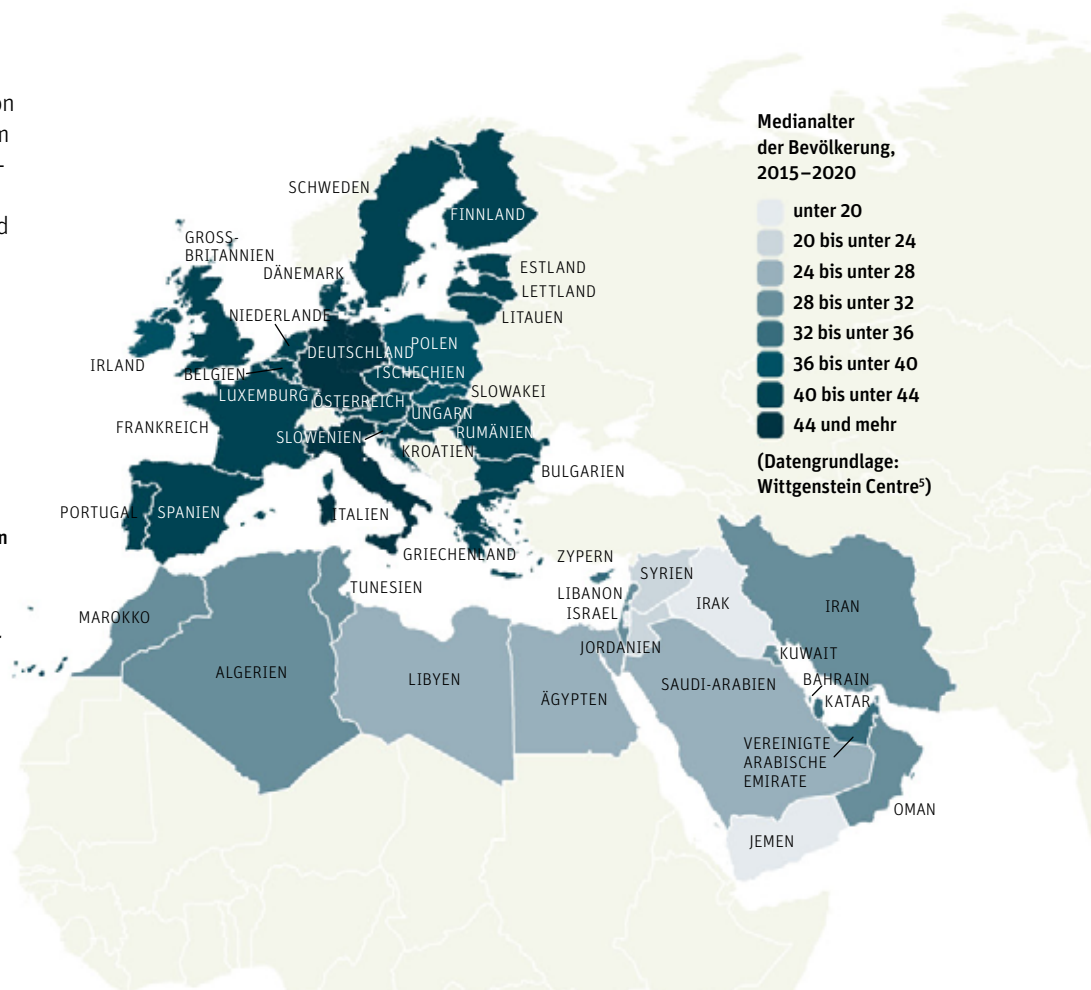 Medianalter
der Bevölkerung,
2015–2020
unter 20
20 bis unter 24
24 bis unter 28
28 bis unter 32
32 bis unter 36
36 bis unter 40
40 bis unter 44
44 und mehr
(Datengrundlage:
Wittgenstein Centre⁵)
SCHWEDEN
FINNLAND
GROSS-
BRITANNIEN
DÄNEMARK
ESTLAND
LETTLAND
LITAUEN
NIEDERLANDE
IRLAND
DEUTSCHLAND
POLEN
BELGIEN
TSCHECHIEN
LUXEMBURG
ÖSTERREICH
SLOWAKEI
UNGARN
FRANKREICH
SLOWENIEN
RUMÄNIEN
KROATIEN
BULGARIEN
PORTUGAL
SPANIEN
ITALIEN
GRIECHENLAND
ZYPERN
TUNESIEN
SYRIEN
LIBANON
ISRAEL
IRAK
IRAN
MAROKKO
JORDANIEN
KUWAIT
ALGERIEN
LIBYEN
ÄGYPTEN
SAUDI-ARABIEN
BAHRAIN
KATAR
VEREINIGTE
ARABISCHE
EMIRATE
OMAN
JEMEN